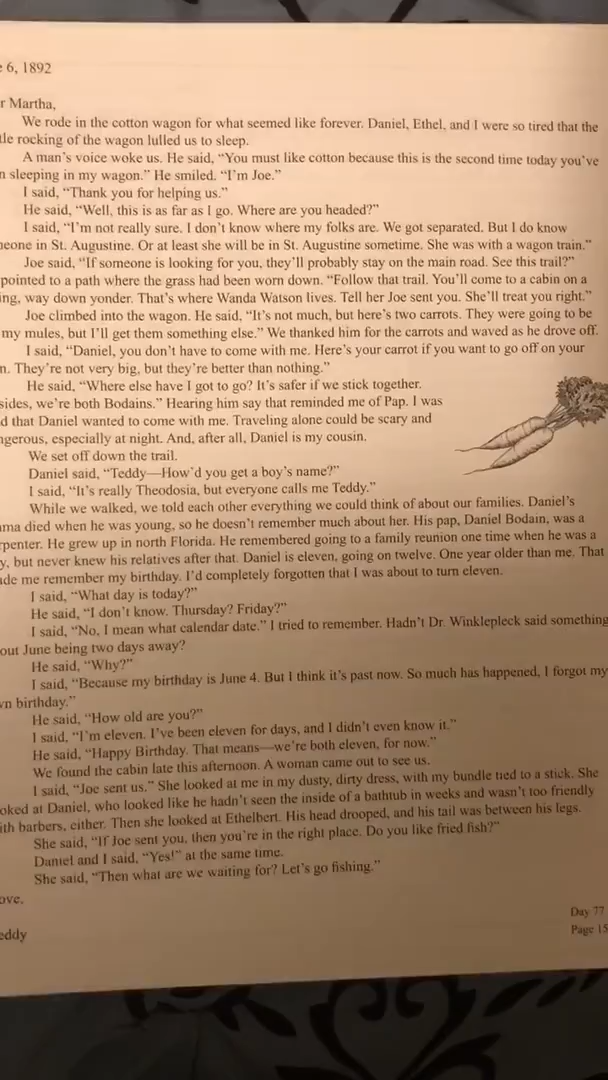 e 6, 1892
r Martha,
We rode in the cotton wagon for what seemed like forever. Daniel, Ethel, and I were so tired that the
tle rocking of the wagon lulled us to sleep.
A man’s voice woke us. He said, “You must like cotton because this is the second time today you’ve
n sleeping in my wagon.” He smiled. “I’m Joe.”
I said, “Thank you for helping us.”
He said, “Well, this is as far as I go. Where are you headed?”
I said, “I’m not really sure. I don’t know where my folks are. We got separated. But I do know
neone in St. Augustine. Or at least she will be in St. Augustine sometime. She was with a wagon train.”
Joe said, “If someone is looking for you, they’ll probably stay on the main road. See this trail?”
pointed to a path where the grass had been worn down. “Follow that trail. You’ll come to a cabin on a
ing, way down yonder. That’s where Wanda Watson lives. Tell her Joe sent you. She’ll treat you right.”
Joe climbed into the wagon. He said, “It’s not much, but here’s two carrots. They were going to be
my mules, but I’ll get them something else.” We thanked him for the carrots and waved as he drove off.
I said, “Daniel, you don’t have to come with me. Here’s your carrot if you want to go off on your
n. They’re not very big, but they’re better than nothing.”
He said, “Where else have I got to go? It’s safer if we stick together.
sides, we’re both Bodains.” Hearing him say that reminded me of Pap. I was
d that Daniel wanted to come with me. Traveling alone could be scary and
ngerous, especially at night. And, after all, Daniel is my cousin.
We set off down the trail.
Daniel said, “Teddy—How’d you get a boy’s name?”
I said, “It’s really Theodosia, but everyone calls me Teddy.”
While we walked, we told each other everything we could think of about our families. Daniel’s
ama died when he was young, so he doesn’t remember much about her. His pap, Daniel Bodain, was a
rpenter. He grew up in north Florida. He remembered going to a family reunion one time when he was a
y, but never knew his relatives after that. Daniel is eleven, going on twelve. One year older than me. That
ade me remember my birthday. I’d completely forgotten that I was about to turn eleven.
I said, “What day is today?”
He said, “I don’t know. Thursday? Friday?”
I said, “No, I mean what calendar date.” I tried to remember. Hadn’t Dr. Winklepleck said something
out June being two days away?
He said, “Why?”
I said, “Because my birthday is June 4. But I think it’s past now. So much has happened, I forgot my
vn birthday.”
He said, “How old are you?”
I said, “I’m eleven. I’ve been eleven for days, and I didn’t even know it.”
He said, “Happy Birthday. That means—we’re both eleven, for now.”
We found the cabin late this afternoon. A woman came out to see us.
I said, “Joe sent us.” She looked at me in my dusty, dirty dress, with my bundle tied to a stick. She
oked at Daniel, who looked like he hadn’t seen the inside of a bathtub in weeks and wasn’t too friendly
ith barbers, either. Then she looked at Ethelbert. His head drooped, and his tail was between his legs.
She said, “If Joe sent you, then you’re in the right place. Do you like fried fish?”
Daniel and I said, “Yes!” at the same time.
She said, “Then what are we waiting for? Let’s go fishing.”
ove,
eddy
Day 77
Page 15